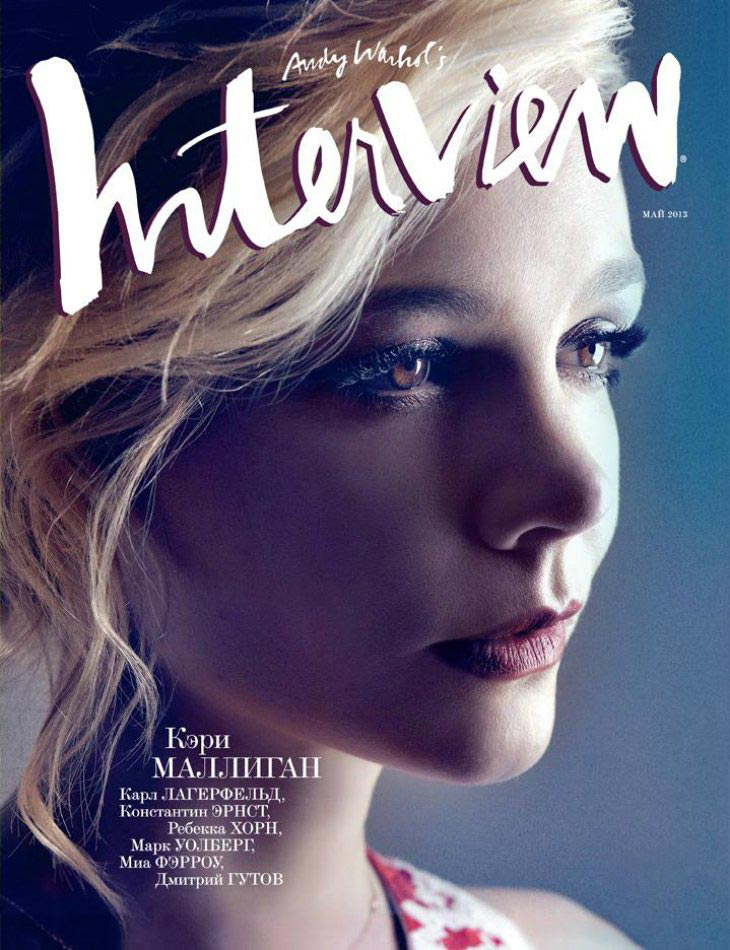 Andy Warhol's
Interview®
МАЙ 2013
Кэри
МАЛЛИГАН
Карл ЛАГЕРФЕЛЬД,
Константин ЭРНСТ,
Ребекка ХОРН,
Марк УОЛБЕРГ,
Миа ФЭРРОУ,
Дмитрий ГУТОВ